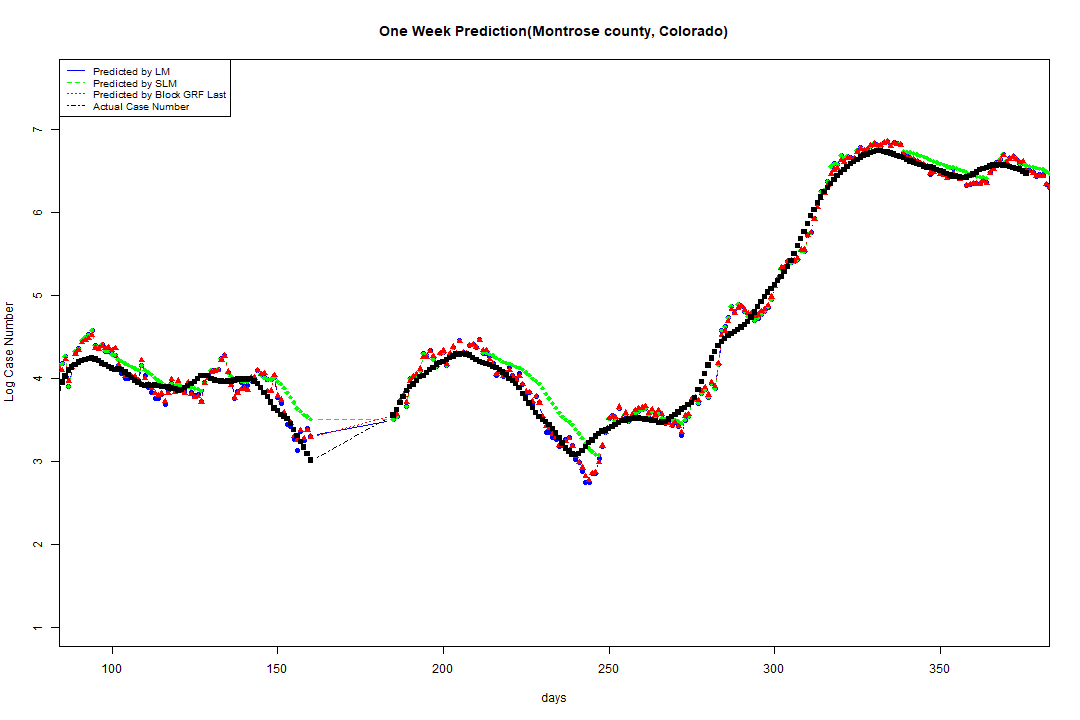 One Week Prediction(Montrose county, Colorado)
Predicted by LM
Predicted by SLM
Predicted by Block GRF Last
Actual Case Number
Log Case Number
7
6
5
4
3
2
1
100 150 200 250 300 350
days